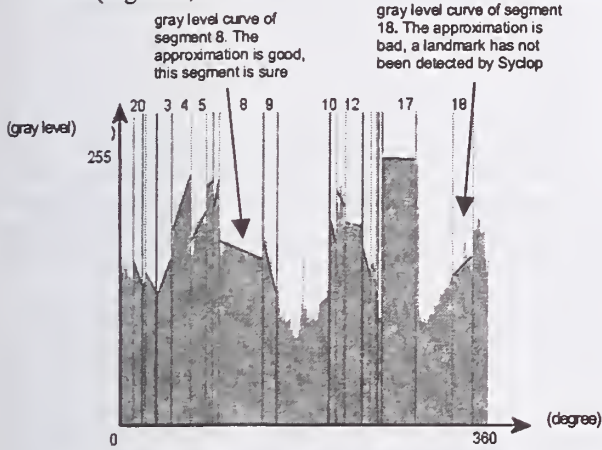 gray level curve of
segment 8. The
approximation is good,
this segment is sure
gray level curve of segment
18. The approximation is
bad, a landmark has not
been detected by Syclop
(gray level)
20 3 4 5 8 9 10 12 17 18
255
0
360
(degree)